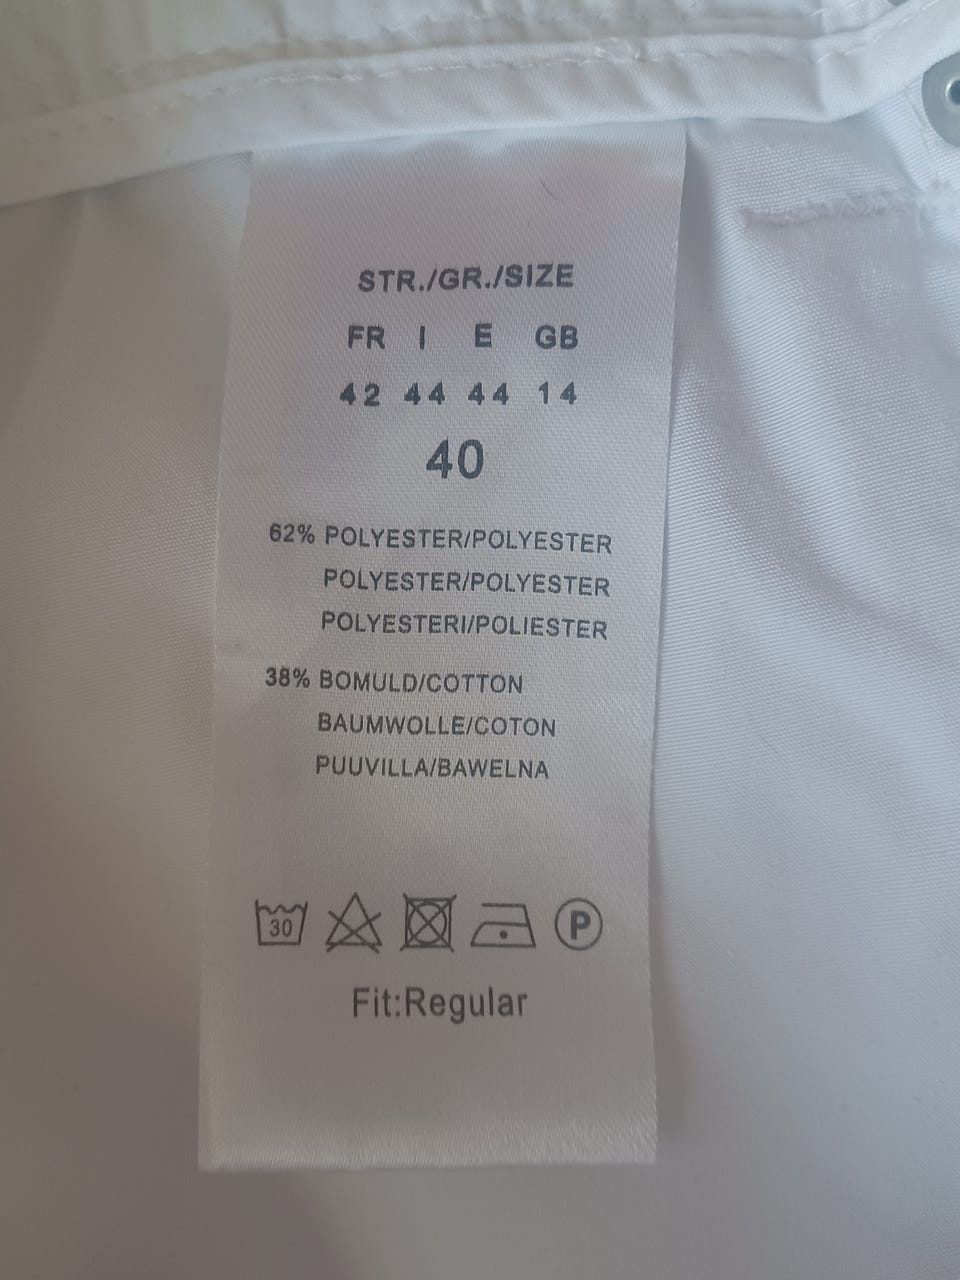 STR./GR./SIZE
FR I E GB
42 44 44 14
40
62% POLYESTER/POLYESTER
POLYESTER/POLYESTER
POLYESTERI/POLIESTER
38% BOMULD/COTTON
BAUMWOLLE/COTON
PUUVILLA/BAWELNA
30 P
Fit:Regular